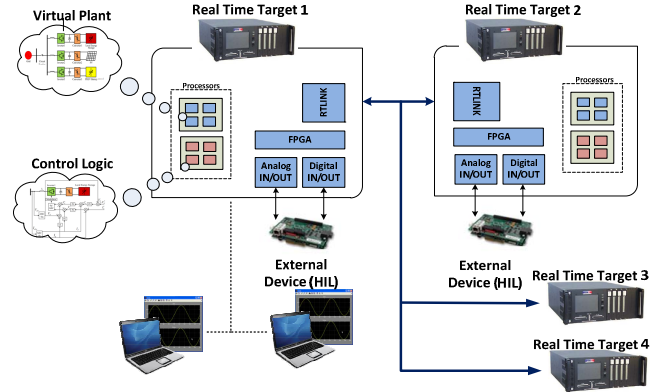 Virtual Plant
Real Time Target 1
Real Time Target 2
Processors
RTLINK
FPGA
Analog
IN/OUT
Digital
IN/OUT
RTLINK
FPGA
Analog
IN/OUT
Digital
IN/OUT
Processors
Control Logic
External
Device (HIL)
External
Device (HIL)
Real Time Target 3
Real Time Target 4